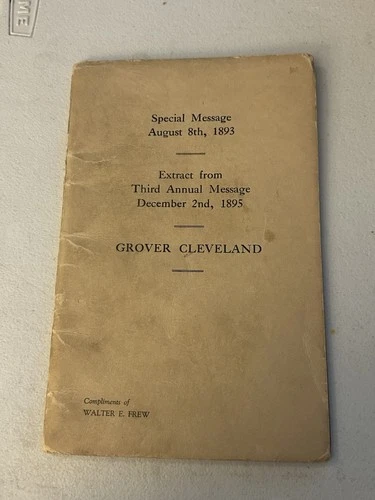 Special Message
August 8th, 1893
Extract from
Third Annual Message
December 2nd, 1895
GROVER CLEVELAND
Compliments of
WALTER E. FREW